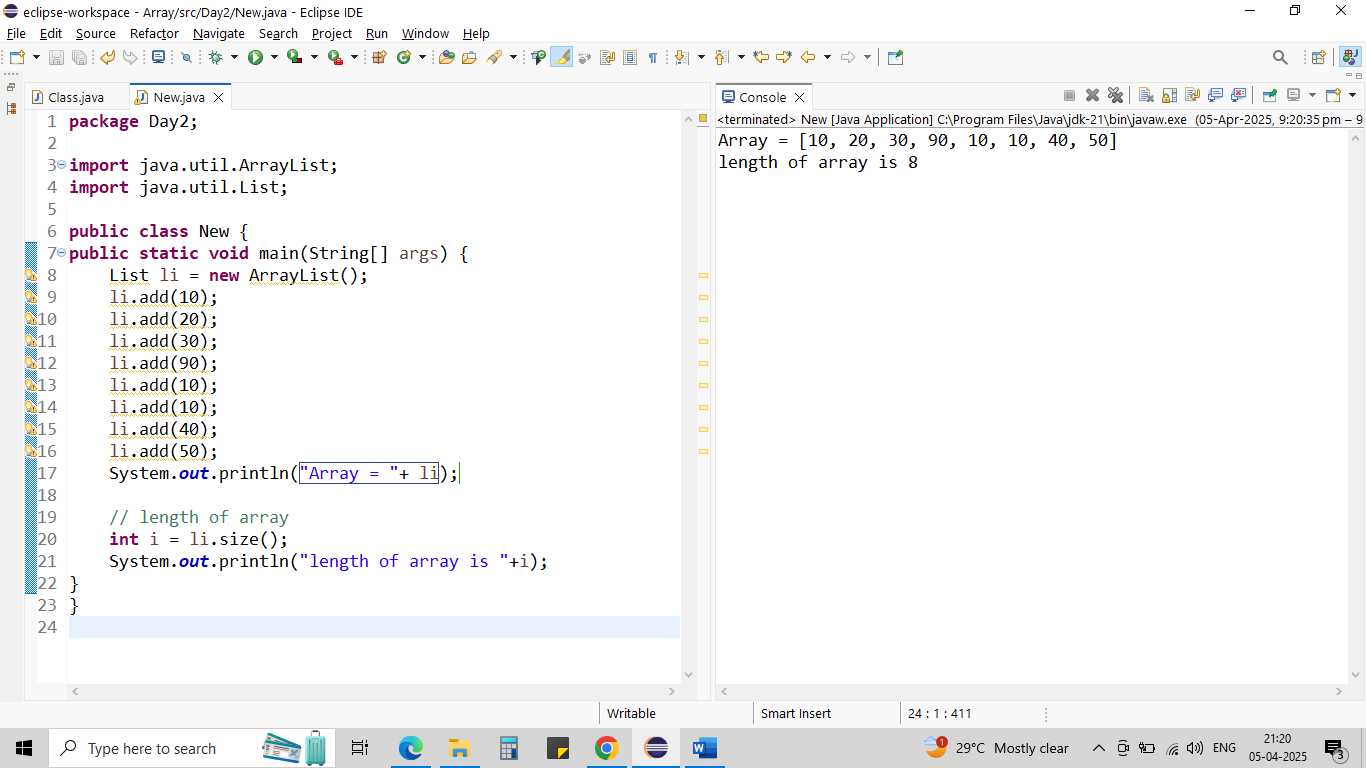 eclipse-workspace - Array/src/Day2/New.java - Eclipse IDE
File Edit Source Refactor Navigate Search Project Run Window Help
Class.java New.java
1 package Day2;
2
3 import java.util.ArrayList;
4 import java.util.List;
5
6 public class New {
7 public static void main(String[] args) {
8 List li = new ArrayList();
9 li.add(10);
10 li.add(20);
11 li.add(30);
12 li.add(90);
13 li.add(10);
14 li.add(10);
15 li.add(40);
16 li.add(50);
17 System.out.println("Array = "+ li);
18
19 // length of array
20 int i = li.size();
21 System.out.println("length of array is "+i);
22 }
23 }
24
Console
<terminated> New [Java Application] C:\Program Files\Java\jdk-21\bin\javaw.exe (05-Apr-2025, 9:20:35 pm – 9
Array = [10, 20, 30, 90, 10, 10, 40, 50]
length of array is 8
Writable Smart Insert 24 : 1 : 411
Type here to search
1 29°C Mostly clear ENG 21:20
05-04-2025 3